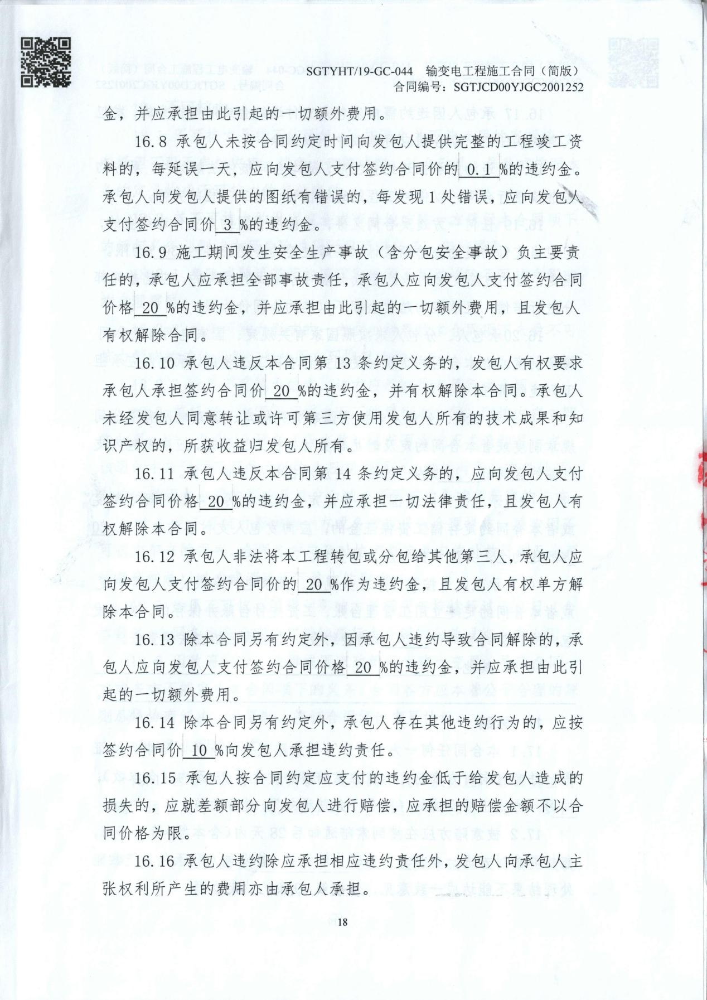 SGTYHT/19-GC-044 输变电工程施工合同（简版）
合同编号：SGTJCD00YJGC2001252
金，并应承担由此引起的一切额外费用。
16.8 承包人未按合同约定时间向发包人提供完整的工程竣工资
料的，每延误一天，应向发包人支付签约合同价的 0.1 %的违约金。
承包人向发包人提供的图纸有错误的，每发现1处错误，应向发包人
支付签约合同价 3 %的违约金。
16.9 施工期间发生安全生产事故（含分包安全事故）负主要责
任的，承包人应承担全部事故责任，承包人应向发包人支付签约合同
价格 20 %的违约金，并应承担由此引起的一切额外费用，且发包人
有权解除合同。
16.10 承包人违反本合同第 13 条约定义务的，发包人有权要求
承包人承担签约合同价 20 %的违约金，并有权解除本合同。承包人
未经发包人同意转让或许可第三方使用发包人所有的技术成果和知
识产权的，所获收益归发包人所有。
16.11 承包人违反本合同第 14 条约定义务的，应向发包人支付
签约合同价格 20 %的违约金，并应承担一切法律责任，且发包人有
权解除本合同。
16.12 承包人非法将本工程转包或分包给其他第三人，承包人应
向发包人支付签约合同价的 20 %作为违约金，且发包人有权单方解
除本合同。
16.13 除本合同另有约定外，因承包人违约导致合同解除的，承
包人应向发包人支付签约合同价格 20 %的违约金，并应承担由此引
起的一切额外费用。
16.14 除本合同另有约定外，承包人存在其他违约行为的，应按
签约合同价 10 %向发包人承担违约责任。
16.15 承包人按合同约定应支付的违约金低于给发包人造成的
损失的，应就差额部分向发包人进行赔偿，应承担的赔偿金额不以合
同价格为限。
16.16 承包人违约除应承担相应违约责任外，发包人向承包人主
张权利所产生的费用亦由承包人承担。
18